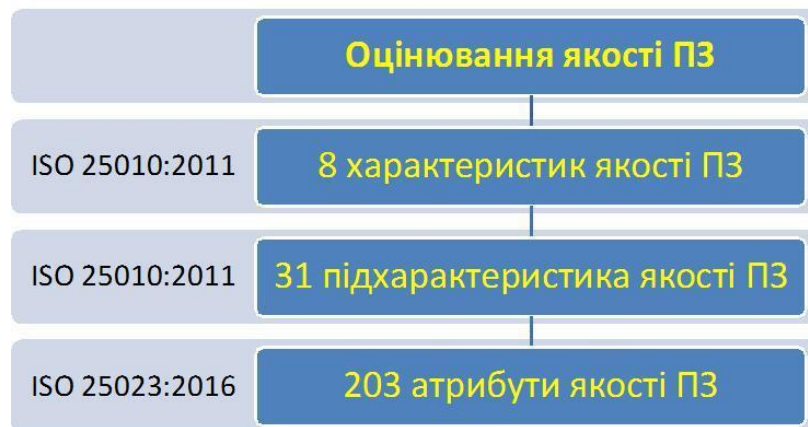 Оцінювання якості ПЗ
ISO 25010:2011 8 характеристик якості ПЗ
ISO 25010:2011 31 підхарактеристика якості ПЗ
ISO 25023:2016 203 атрибути якості ПЗ